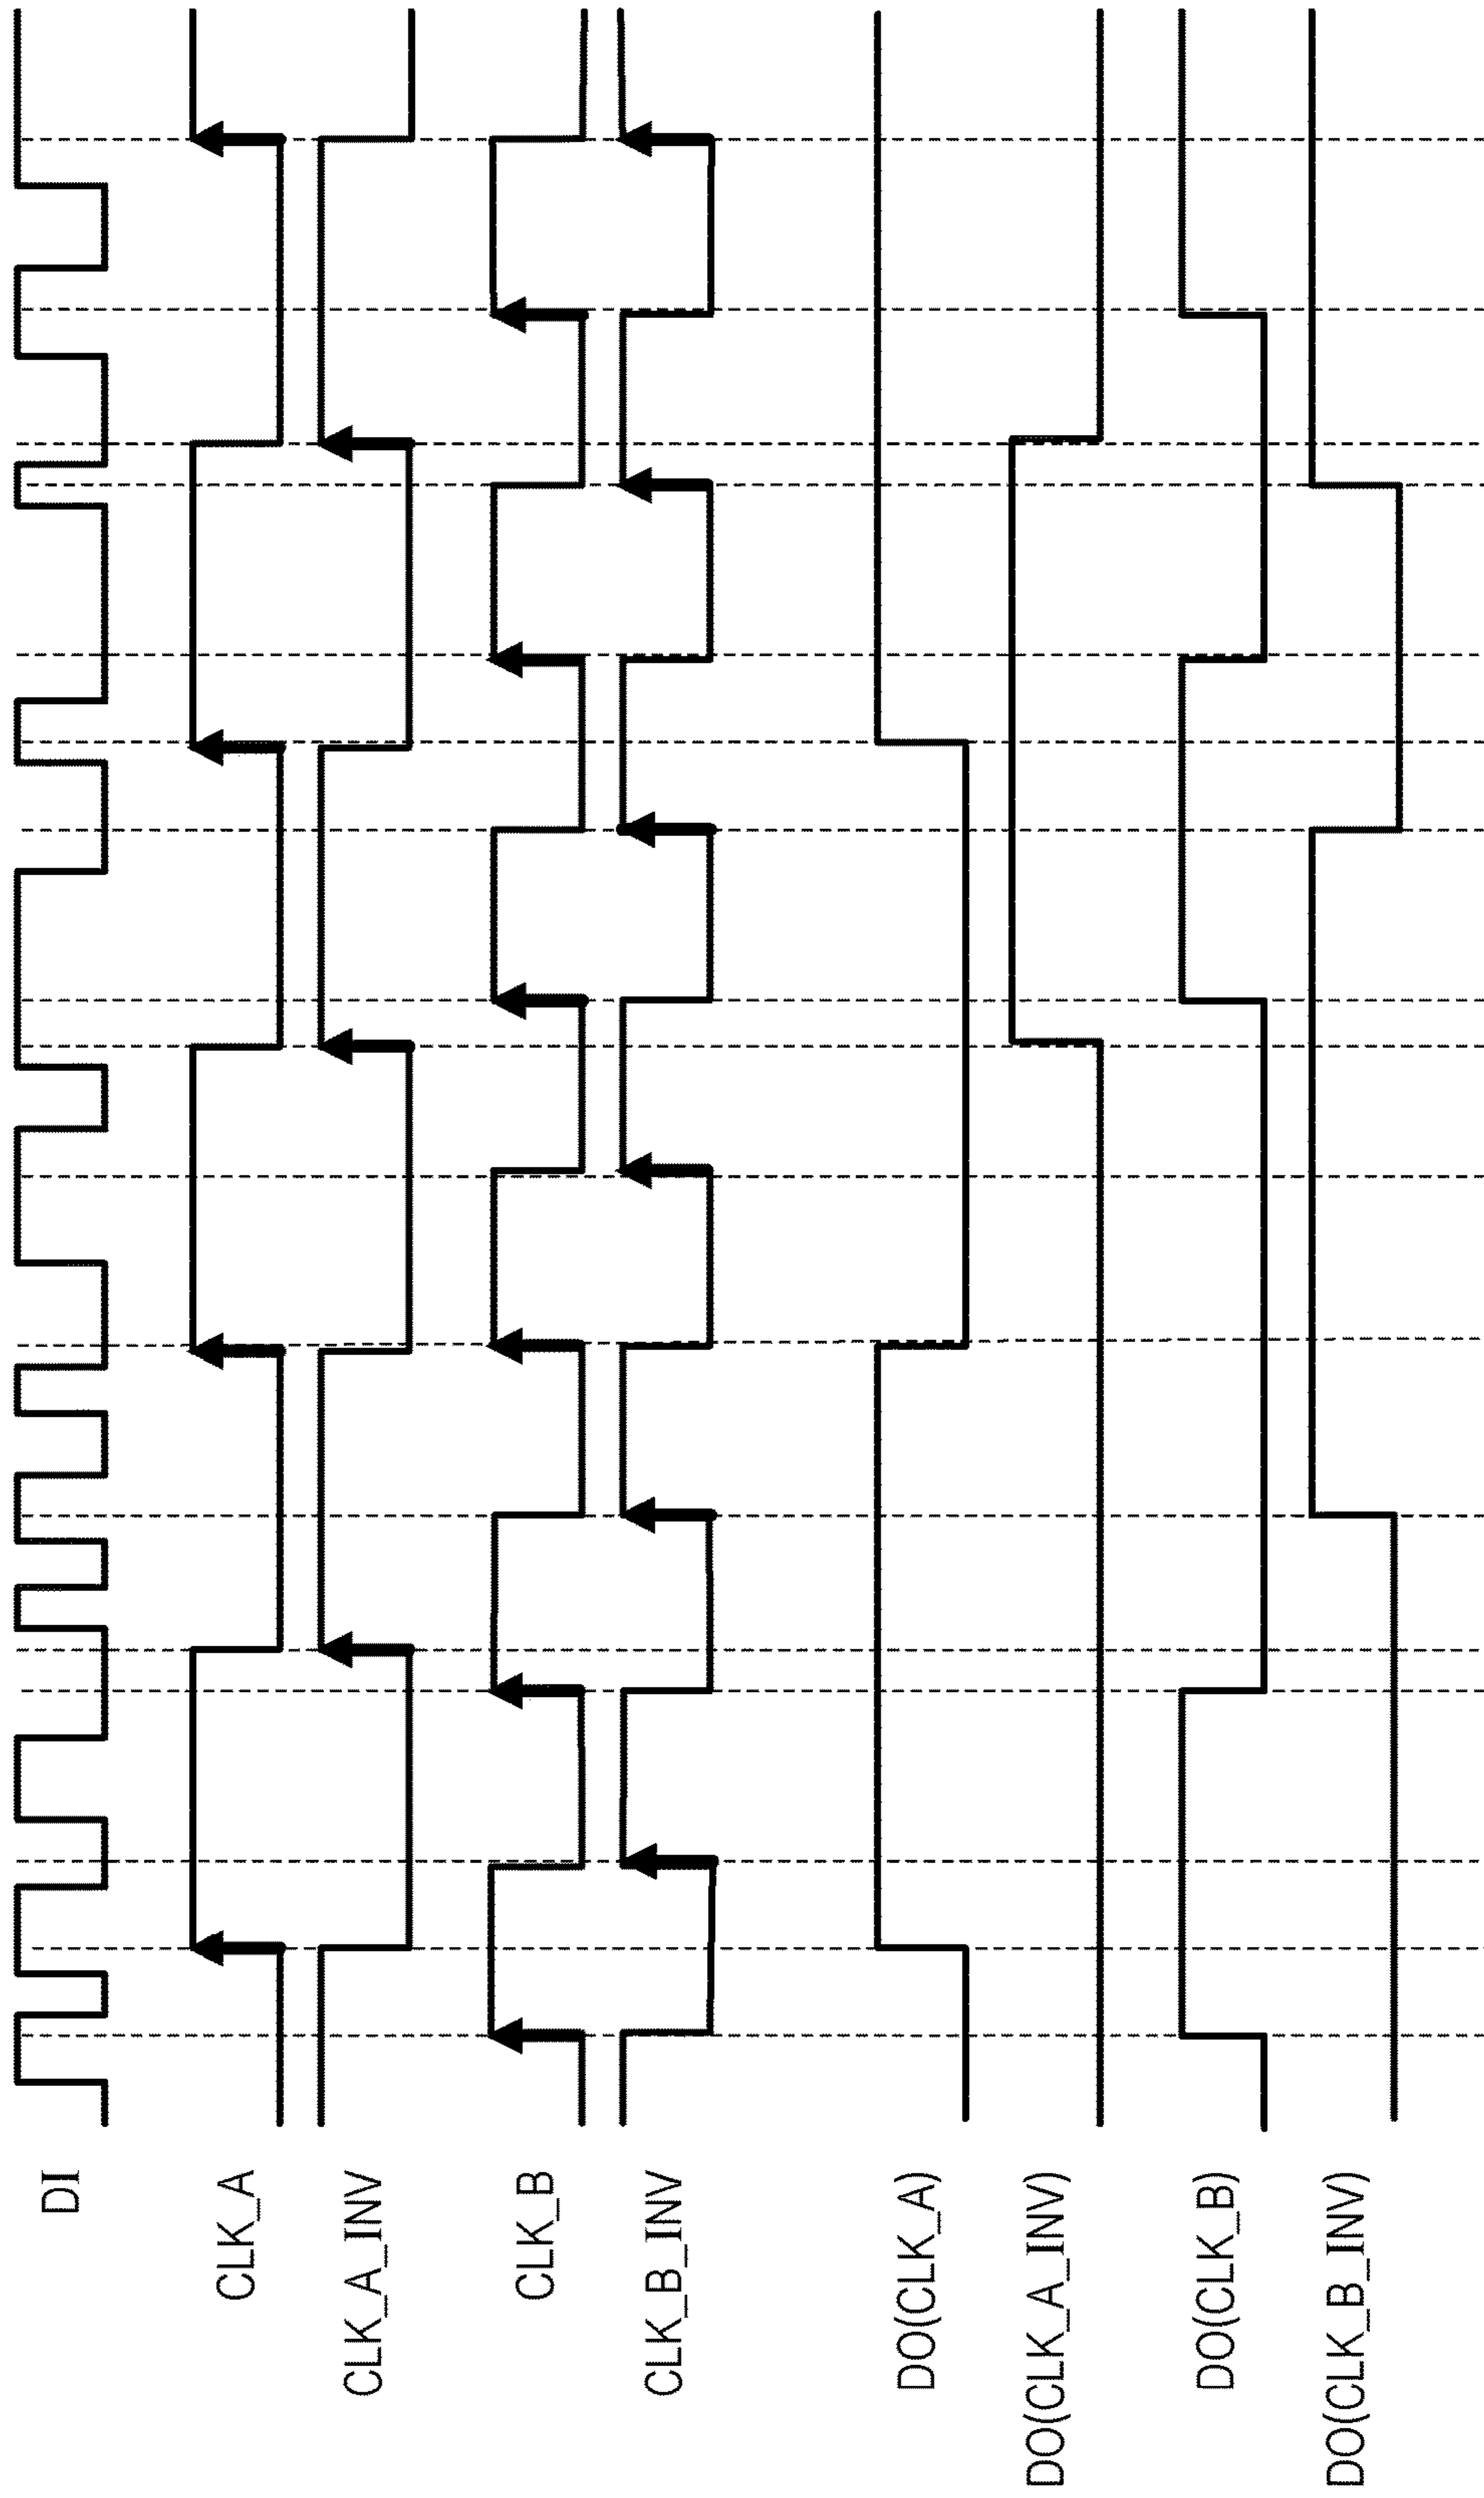 DI
CLK_A
CLK_A_INV
CLK_B
CLK_B_INV
DO(CLK_A)
DO(CLK_A_INV)
DO(CLK_B)
DO(CLK_B_INV)